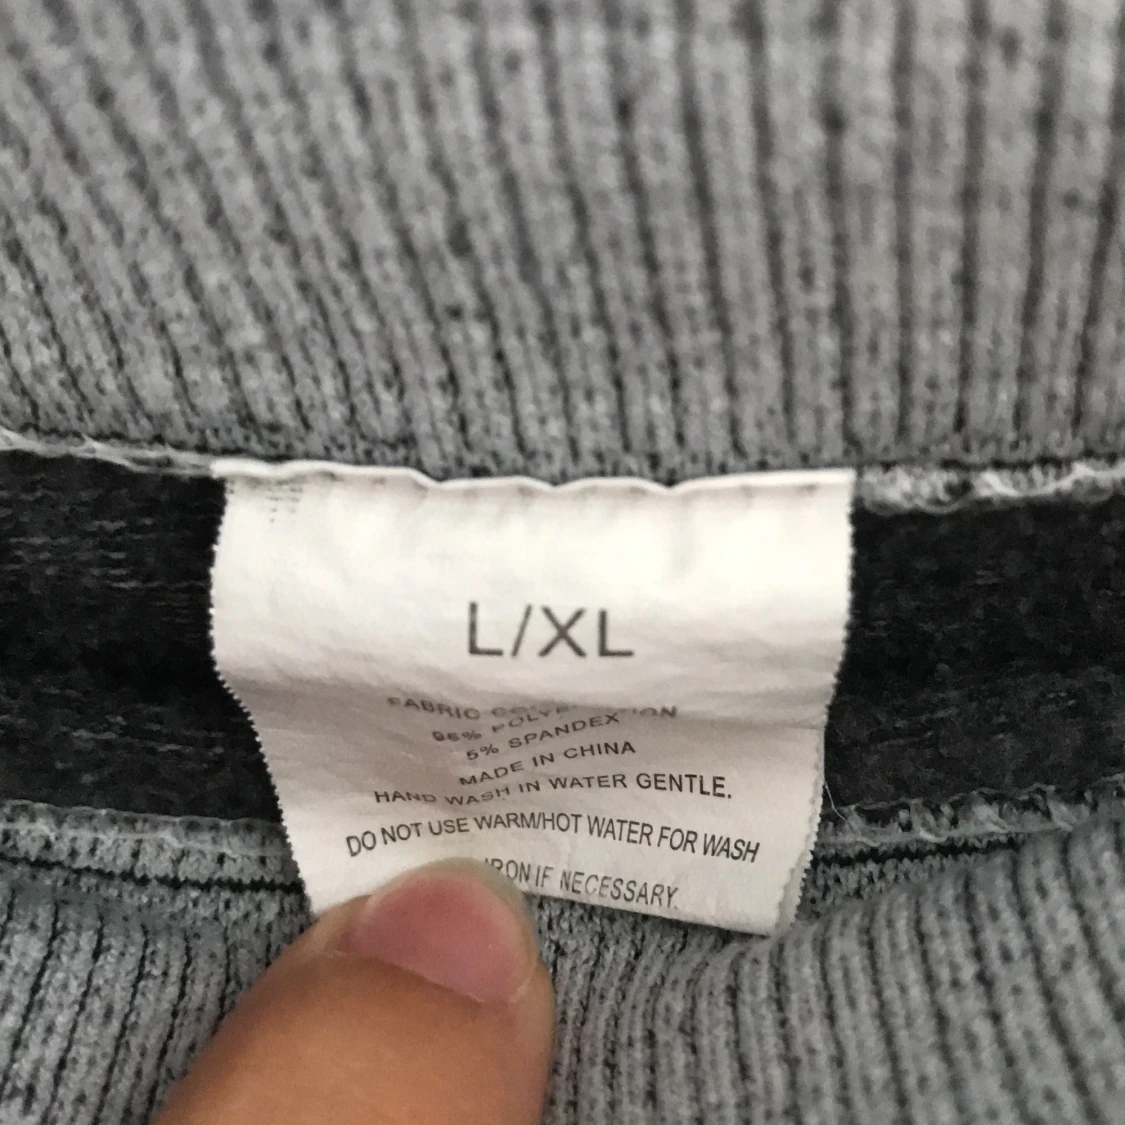 L/XL
FABRIC
95% POLY
5% SPANDEX
MADE IN CHINA
HAND WASH IN WATER GENTLE.
DO NOT USE WARM/HOT WATER FOR WASH
IRON IF NECESSARY.